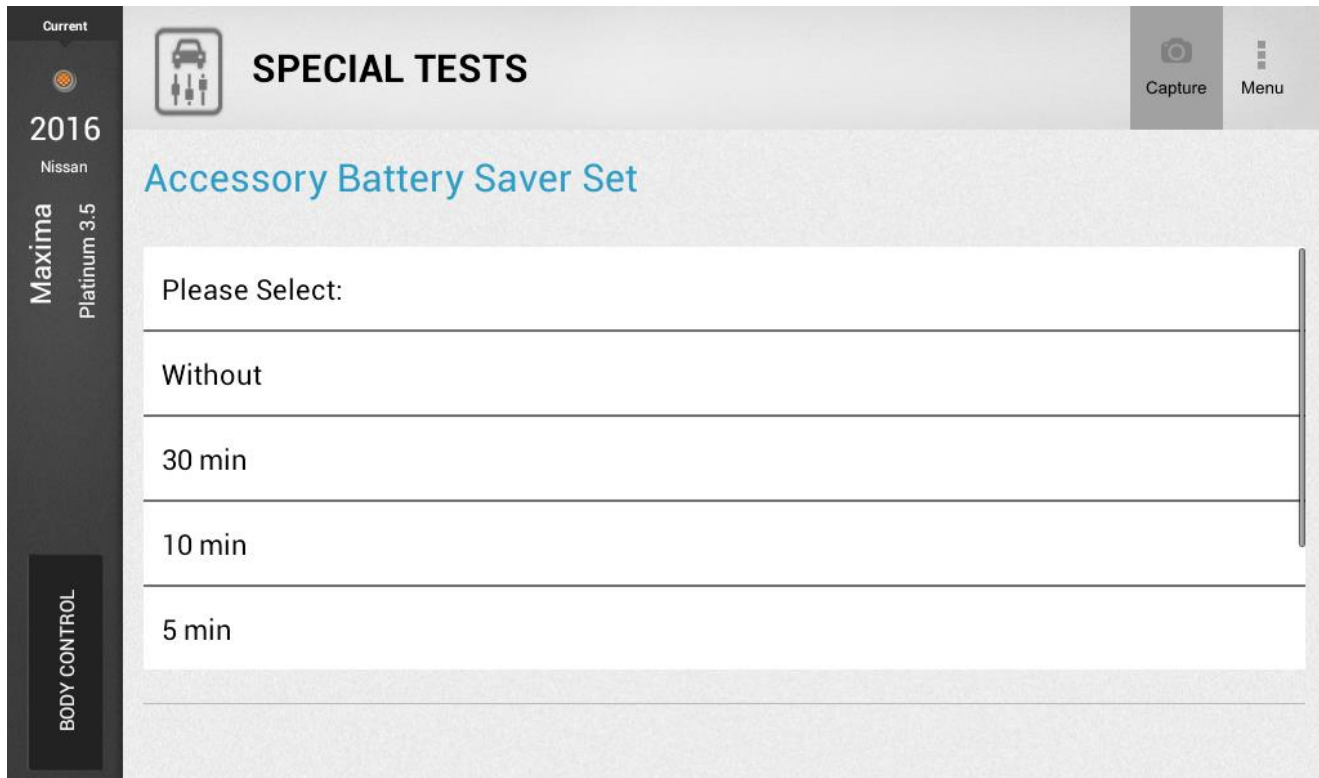 Current
2016
Nissan
Maxima
Platinum 3.5
BODY CONTROL
SPECIAL TESTS
Capture
Menu
Accessory Battery Saver Set
Please Select:
Without
30 min
10 min
5 min